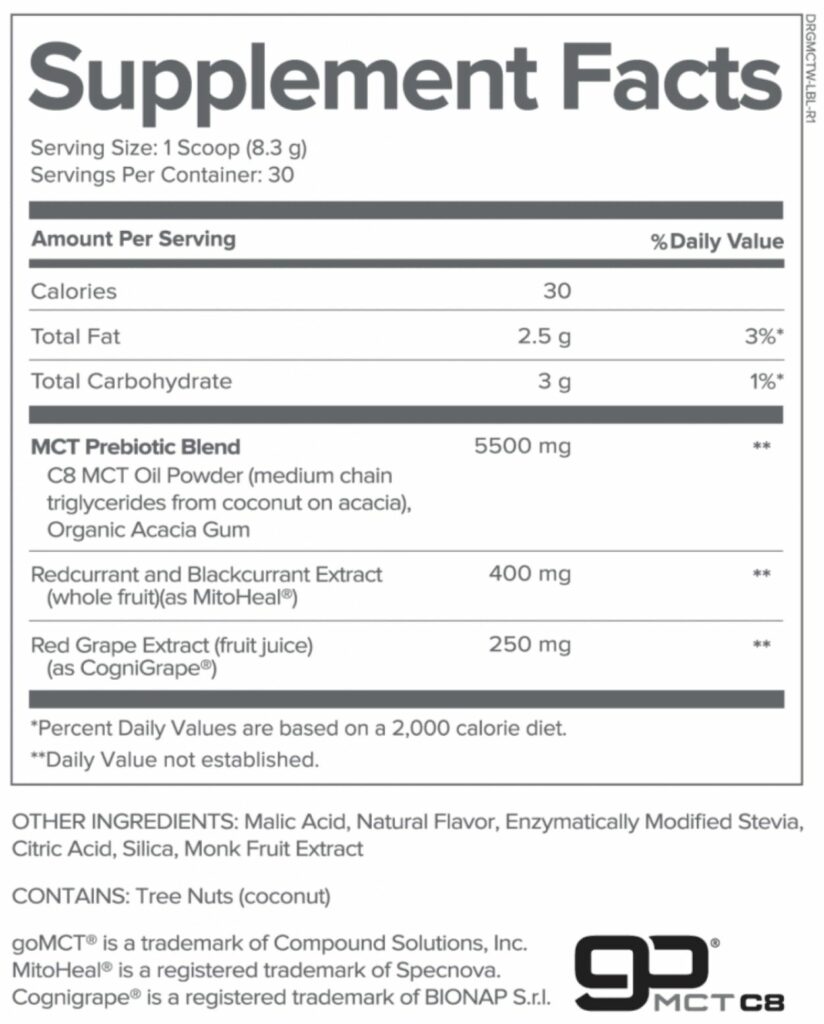 Supplement Facts
DRGMCTW-LBL-R1
Serving Size: 1 Scoop (8.3 g)
Servings Per Container: 30
Amount Per Serving %Daily Value
Calories 30
Total Fat 2.5 g 3%*
Total Carbohydrate 3 g 1%*
MCT Prebiotic Blend 5500 mg **
C8 MCT Oil Powder (medium chain
triglycerides from coconut on acacia),
Organic Acacia Gum
Redcurrant and Blackcurrant Extract 400 mg **
(whole fruit)(as MitoHeal®)
Red Grape Extract (fruit juice) 250 mg **
(as CogniGrape®)
*Percent Daily Values are based on a 2,000 calorie diet.
**Daily Value not established.
OTHER INGREDIENTS: Malic Acid, Natural Flavor, Enzymatically Modified Stevia,
Citric Acid, Silica, Monk Fruit Extract
CONTAINS: Tree Nuts (coconut)
goMCT® is a trademark of Compound Solutions, Inc.
MitoHeal® is a registered trademark of Specnova.
Cognigrape® is a registered trademark of BIONAP S.r.l.
go®
MCT C8